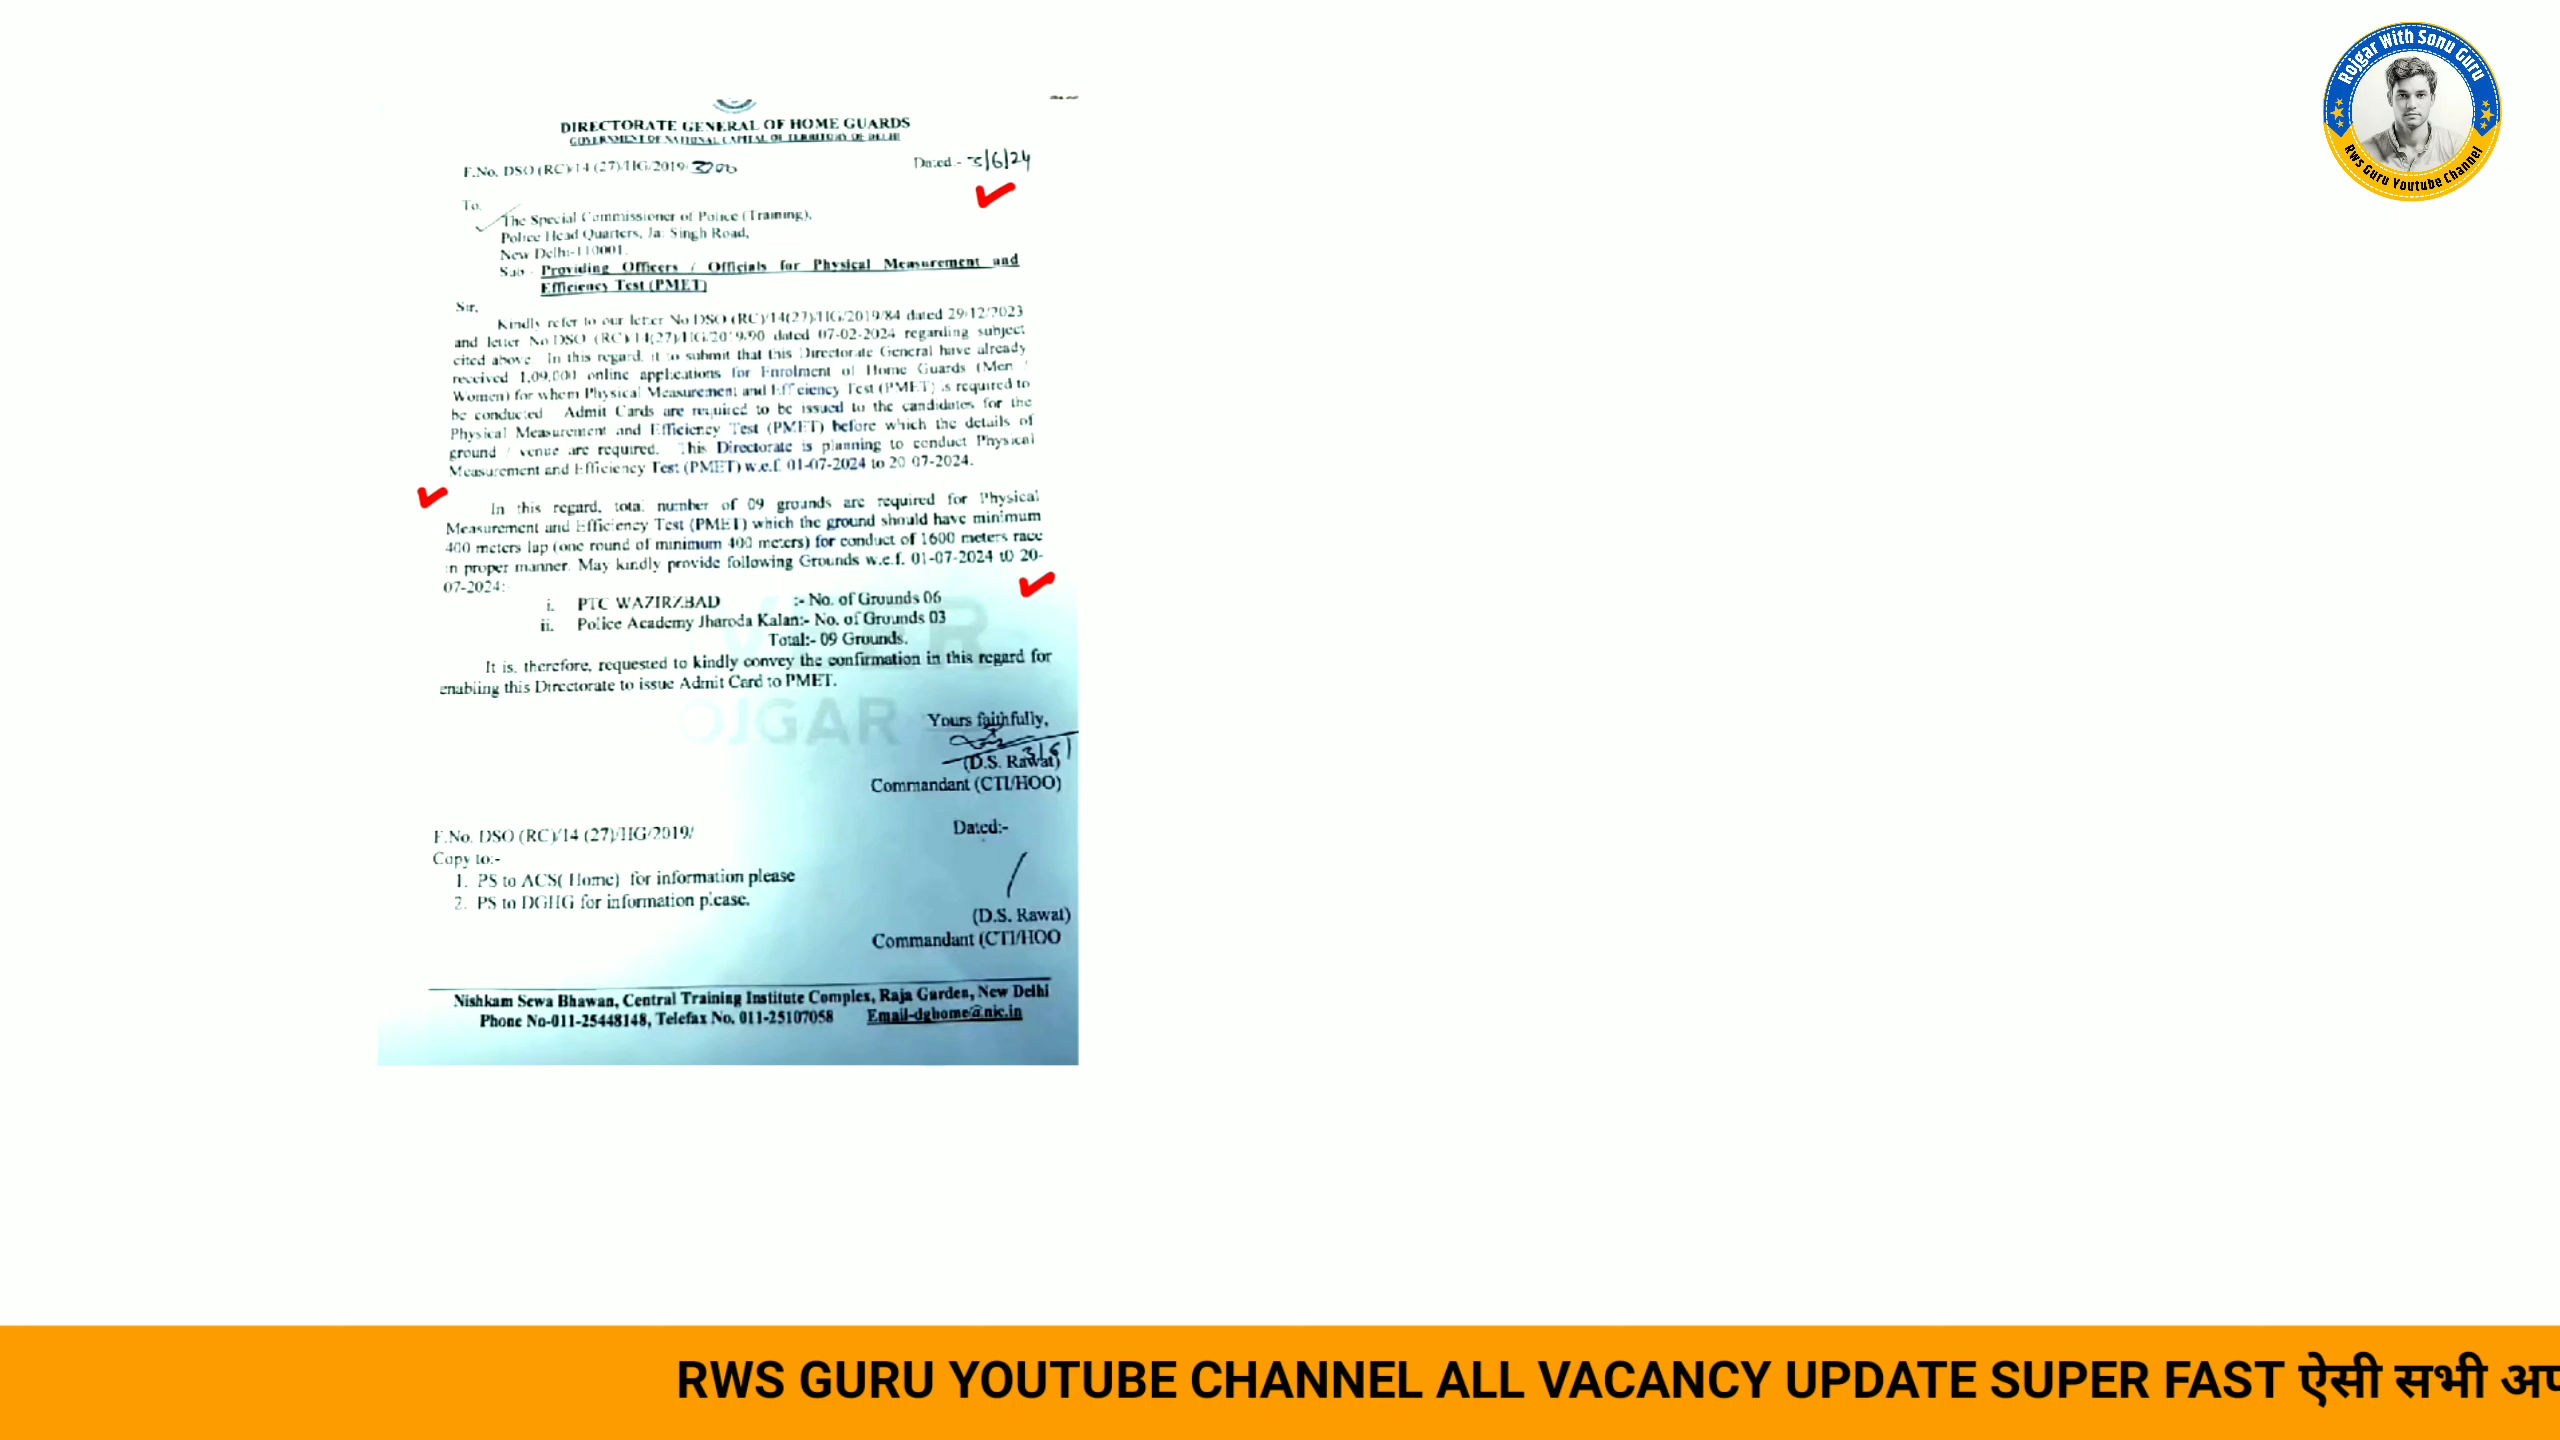 Rojgar With Sonu Guru
Rws Guru Youtube Channel
DIRECTORATE GENERAL OF HOME GUARDS
GOVERNMENT OF NATIONAL CAPITAL OF TERRITORY OF DELHI
F.No. DSO (RC)/14 (27)/HG/2019/
Dated.- 5/6/24
To,
The Special Commissioner of Police (Training),
Police Head Quarters, Jai Singh Road,
New Delhi-110001.
Sub - Providing Officers / Officials for Physical Measurement and
Efficiency Test (PMET)
Sir,
Kindly refer to our letter No DSO (RC)/14(27)/HG/2019/84 dated 29/12/2023
and letter No DSO (RC)/14(27)/HG/2019/90 dated 07-02-2024 regarding subject
cited above. In this regard, it to submit that this Directorate General have already
received 1,09,000 online applications for Enrolment of Home Guards (Men /
Women) for whom Physical Measurement and Efficiency Test (PMET) is required to
be conducted Admit Cards are required to be issued to the candidates for the
Physical Measurement and Efficiency Test (PMET) before which the details of
ground / venue are required. This Directorate is planning to conduct Physical
Measurement and Efficiency Test (PMET) w.e.f. 01-07-2024 to 20-07-2024.
In this regard, total number of 09 grounds are required for Physical
Measurement and Efficiency Test (PMET) which the ground should have minimum
400 meters lap (one round of minimum 400 meters) for conduct of 1600 meters race
in proper manner. May kindly provide following Grounds w.e.f. 01-07-2024 to 20-
07-2024:
i. PTC WAZIRABAD :- No. of Grounds 06
ii. Police Academy Jharoda Kalan:- No. of Grounds 03
Total:- 09 Grounds.
It is, therefore, requested to kindly convey the confirmation in this regard for
enabling this Directorate to issue Admit Card to PMET.
OJGAR
Yours faithfully,
(D.S. Rawat)
Commandant (CTI/HOO)
F.No. DSO (RC)/14 (27)/HG/2019/
Dated:-
Copy to:-
1. PS to ACS( Home) for information please
2. PS to DGHG for information please.
(D.S. Rawat)
Commandant (CTI/HOO
Nishkam Sewa Bhawan, Central Training Institute Complex, Raja Garden, New Delhi
Phone No-011-25448148, Telefax No. 011-25107058 Email-dghome@nic.in
RWS GURU YOUTUBE CHANNEL ALL VACANCY UPDATE SUPER FAST ऐसी सभी